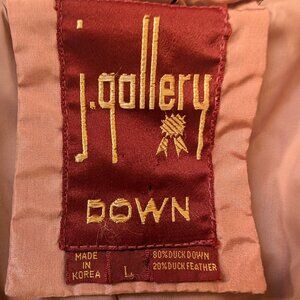 j.gallery
DOWN
MADE
IN
KOREA
L
80%DUCK DOWN
20%DUCK FEATHER